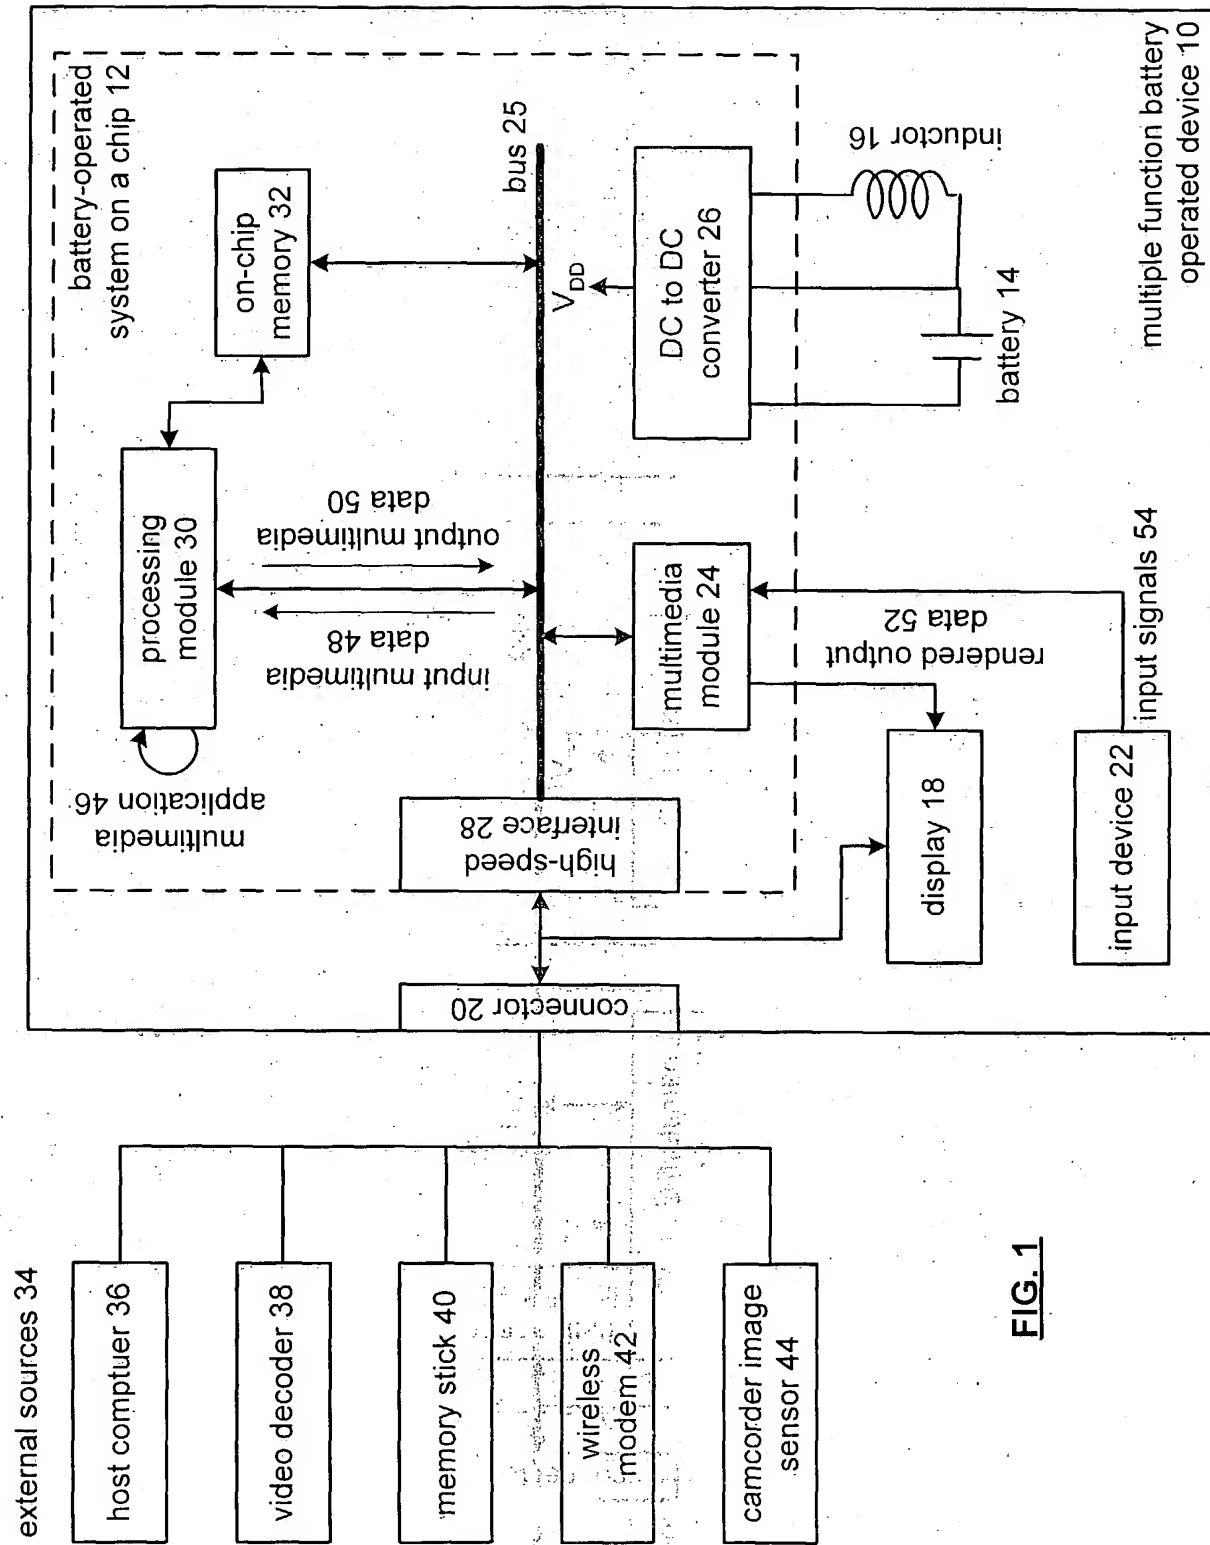 external sources 34
host comptuer 36
video decoder 38
memory stick 40
wireless
modem 42
camcorder image
sensor 44
connector 20
high-speed
interface 28
multimedia
application 46
processing
module 30
input multimedia
data 48
output multimedia
data 50
battery-operated
system on a chip 12
on-chip
memory 32
bus 25
V
DD
DC to DC
converter 26
inductor 16
battery 14
multimedia
module 24
rendered output
data 52
display 18
input device 22
input signals 54
multiple function battery
operated device 10
FIG. 1